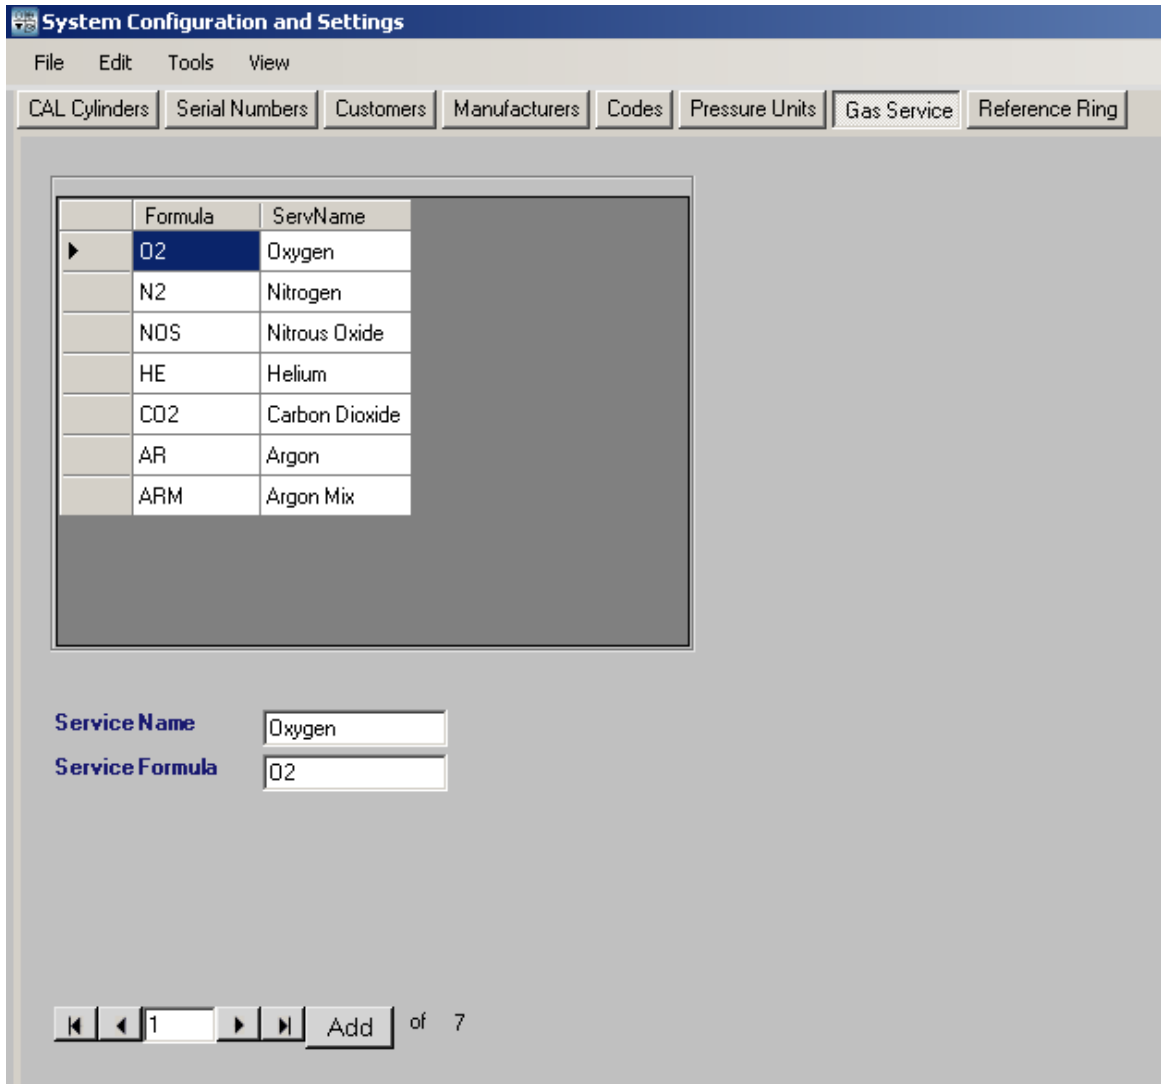 System Configuration and Settings
File Edit Tools View
CAL Cylinders Serial Numbers Customers Manufacturers Codes Pressure Units Gas Service Reference Ring
Formula ServName
O2 Oxygen
N2 Nitrogen
NOS Nitrous Oxide
HE Helium
CO2 Carbon Dioxide
AR Argon
ARM Argon Mix
Service Name Oxygen
Service Formula O2
1 Add of 7